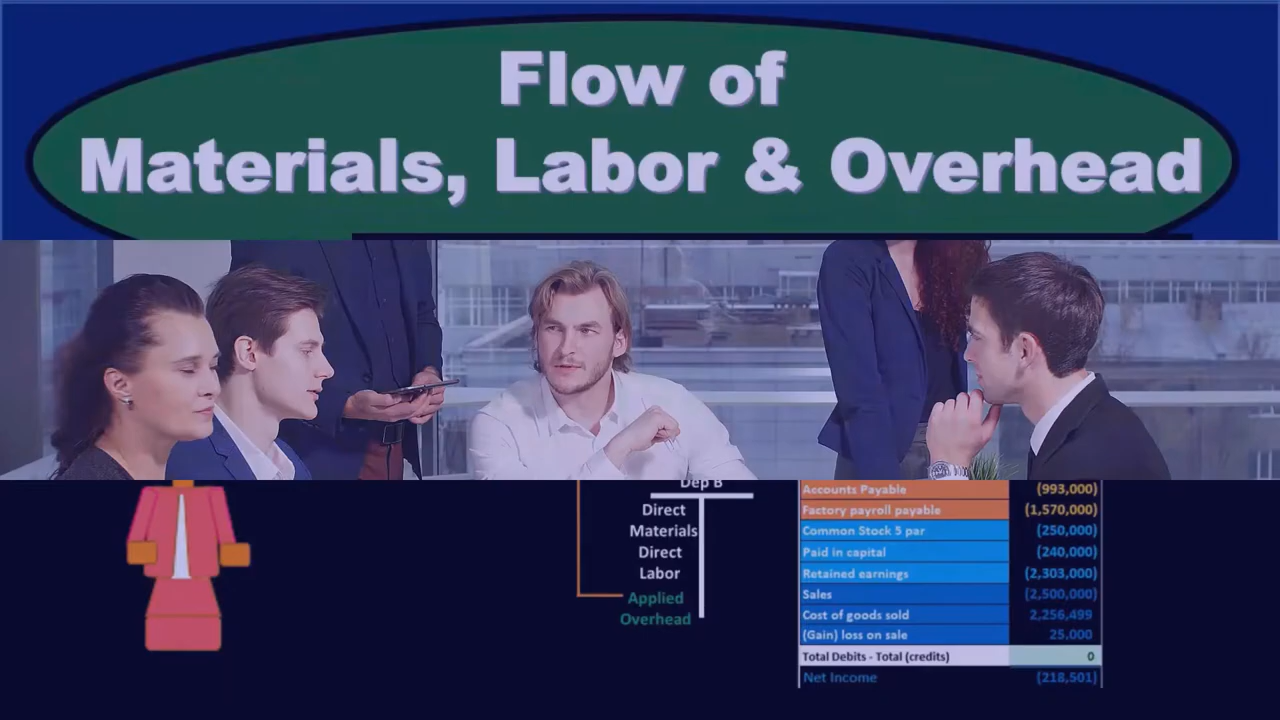 Flow of
Materials, Labor & Overhead
Dep B
Direct
Materials
Direct
Labor
Applied
Overhead
Accounts Payable (993,000)
Factory payroll payable (1,570,000)
Common Stock 5 par (250,000)
Paid in capital (240,000)
Retained earnings (2,303,000)
Sales (2,500,000)
Cost of goods sold 2,256,499
(Gain) loss on sale 25,000
Total Debits - Total (credits) 0
Net Income (218,501)